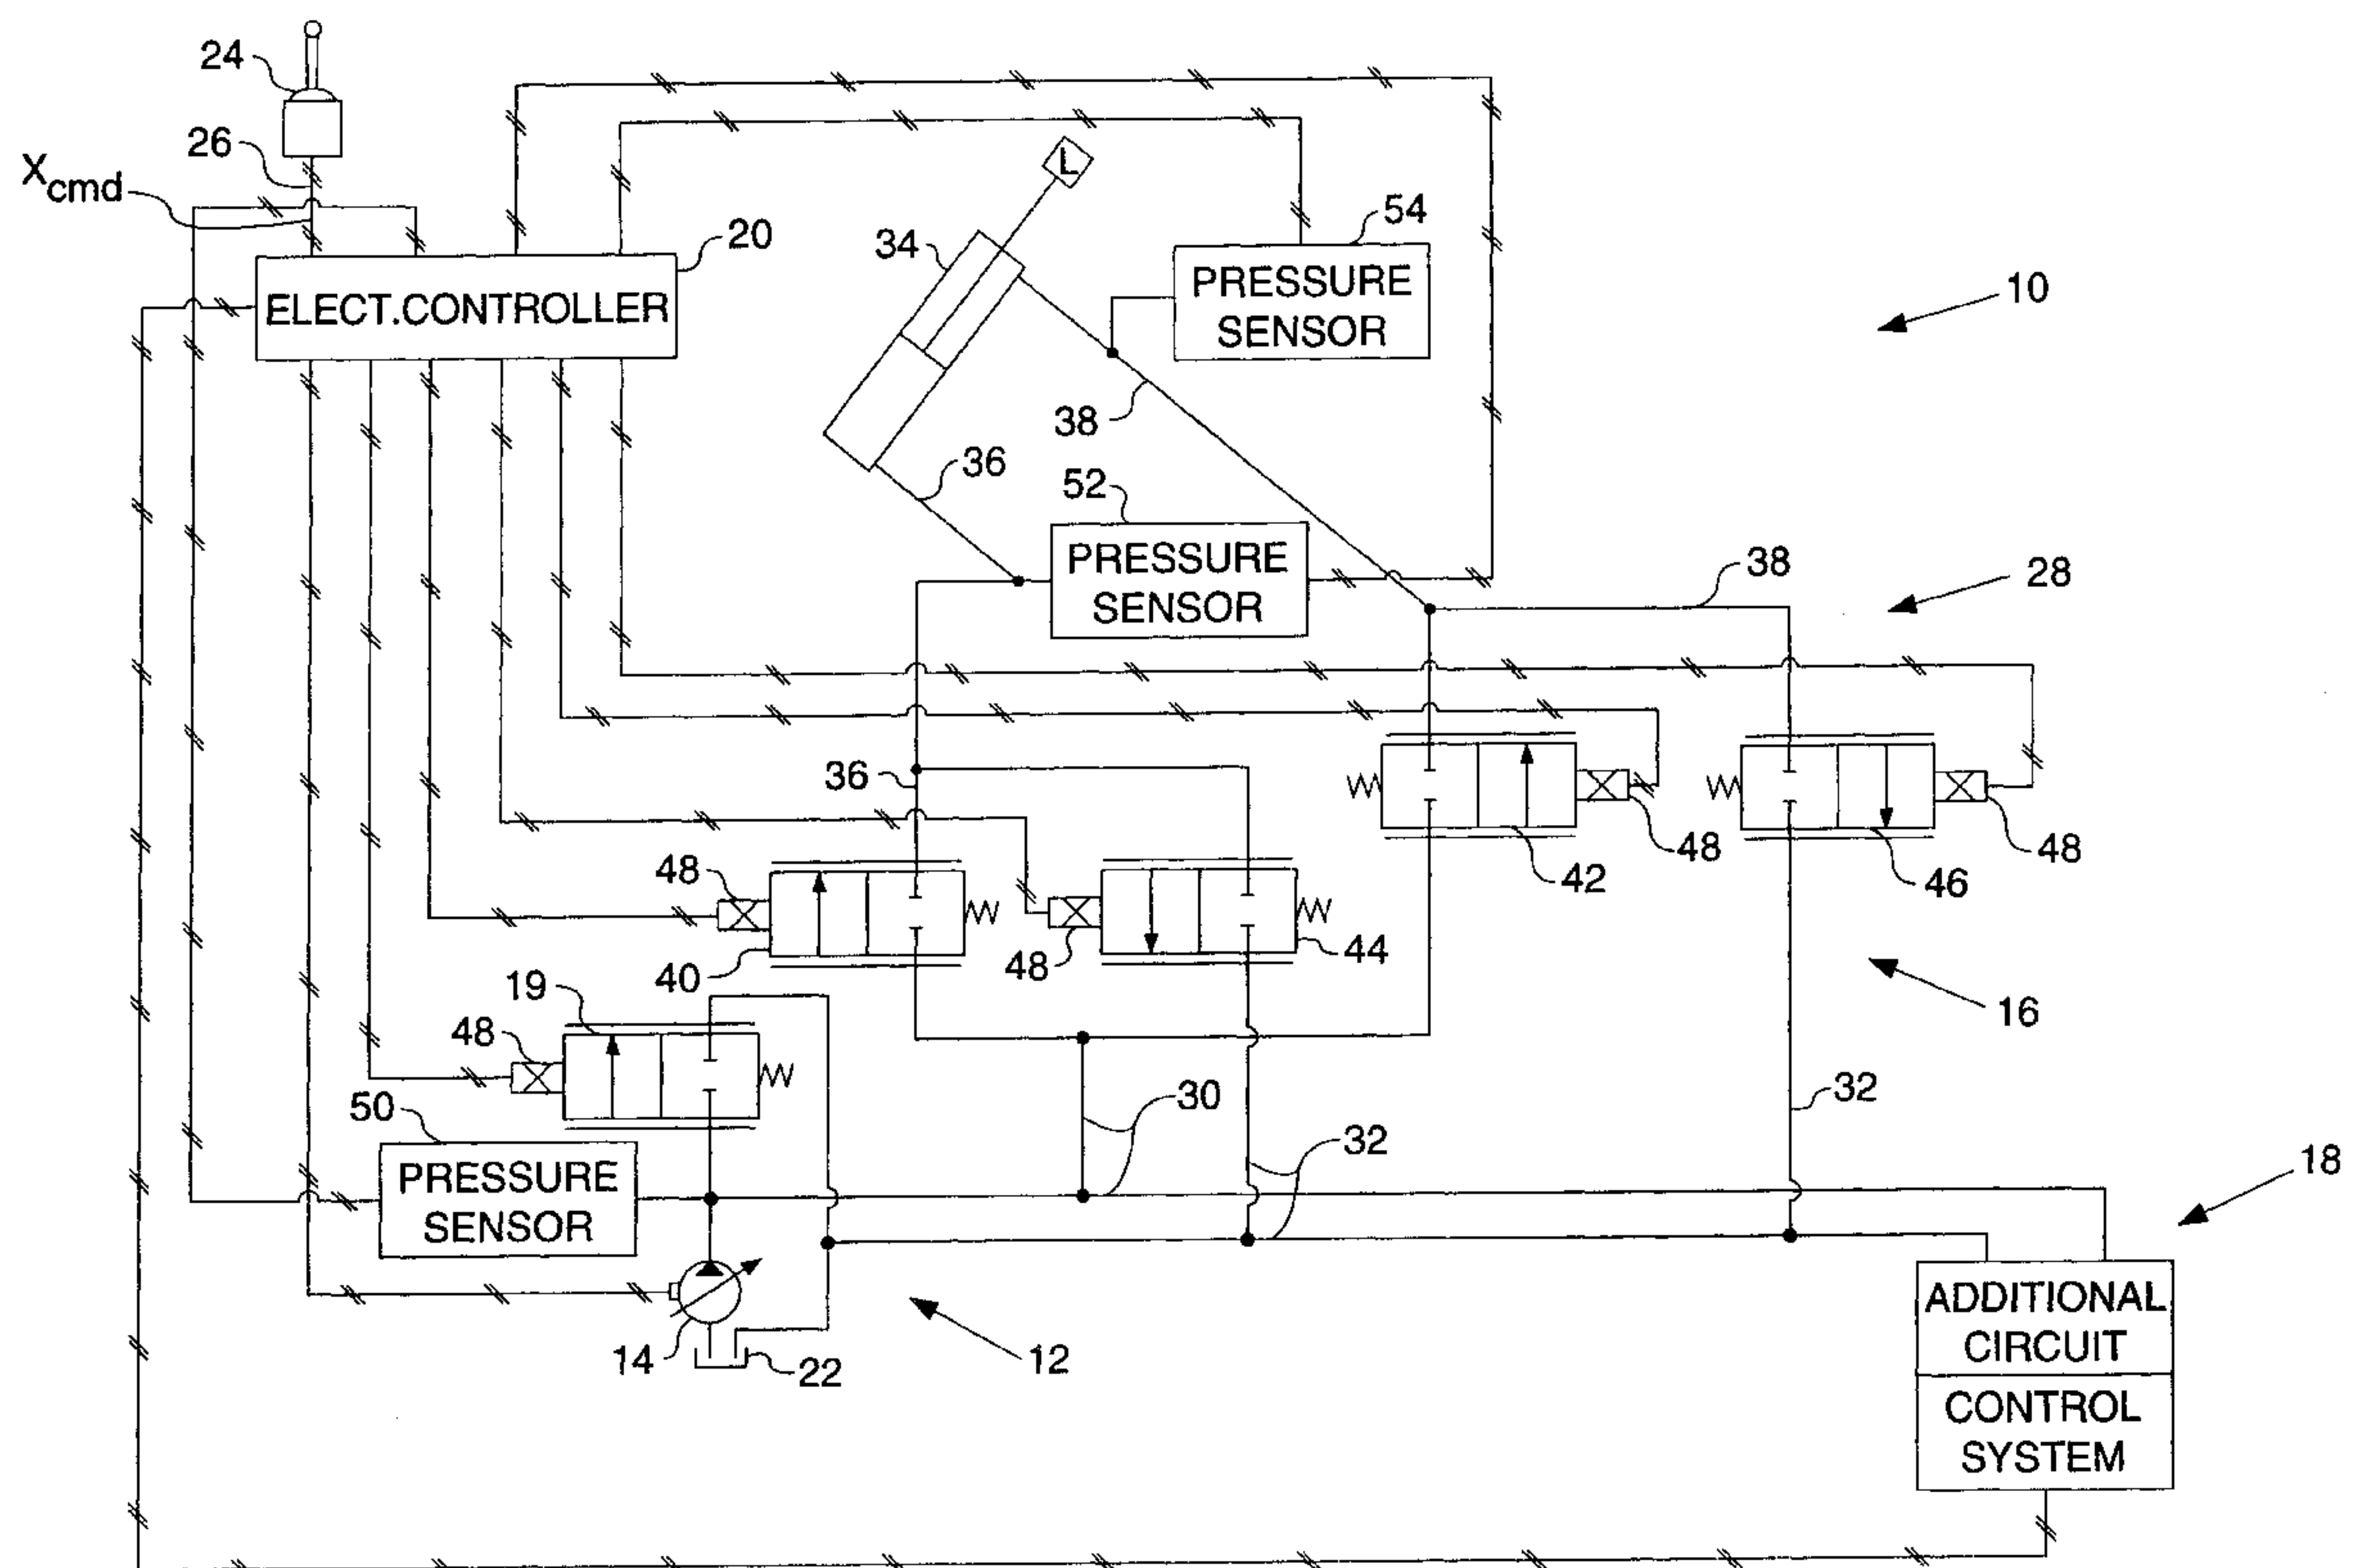 24
26
Xcmd
20
ELECT.CONTROLLER
L
34
54
PRESSURE
SENSOR
10
38
36
52
PRESSURE
SENSOR
38
28
36
48
42
48
46
48
40
48
44
16
19
48
50
30
32
32
18
PRESSURE
SENSOR
14
22
12
ADDITIONAL
CIRCUIT
CONTROL
SYSTEM